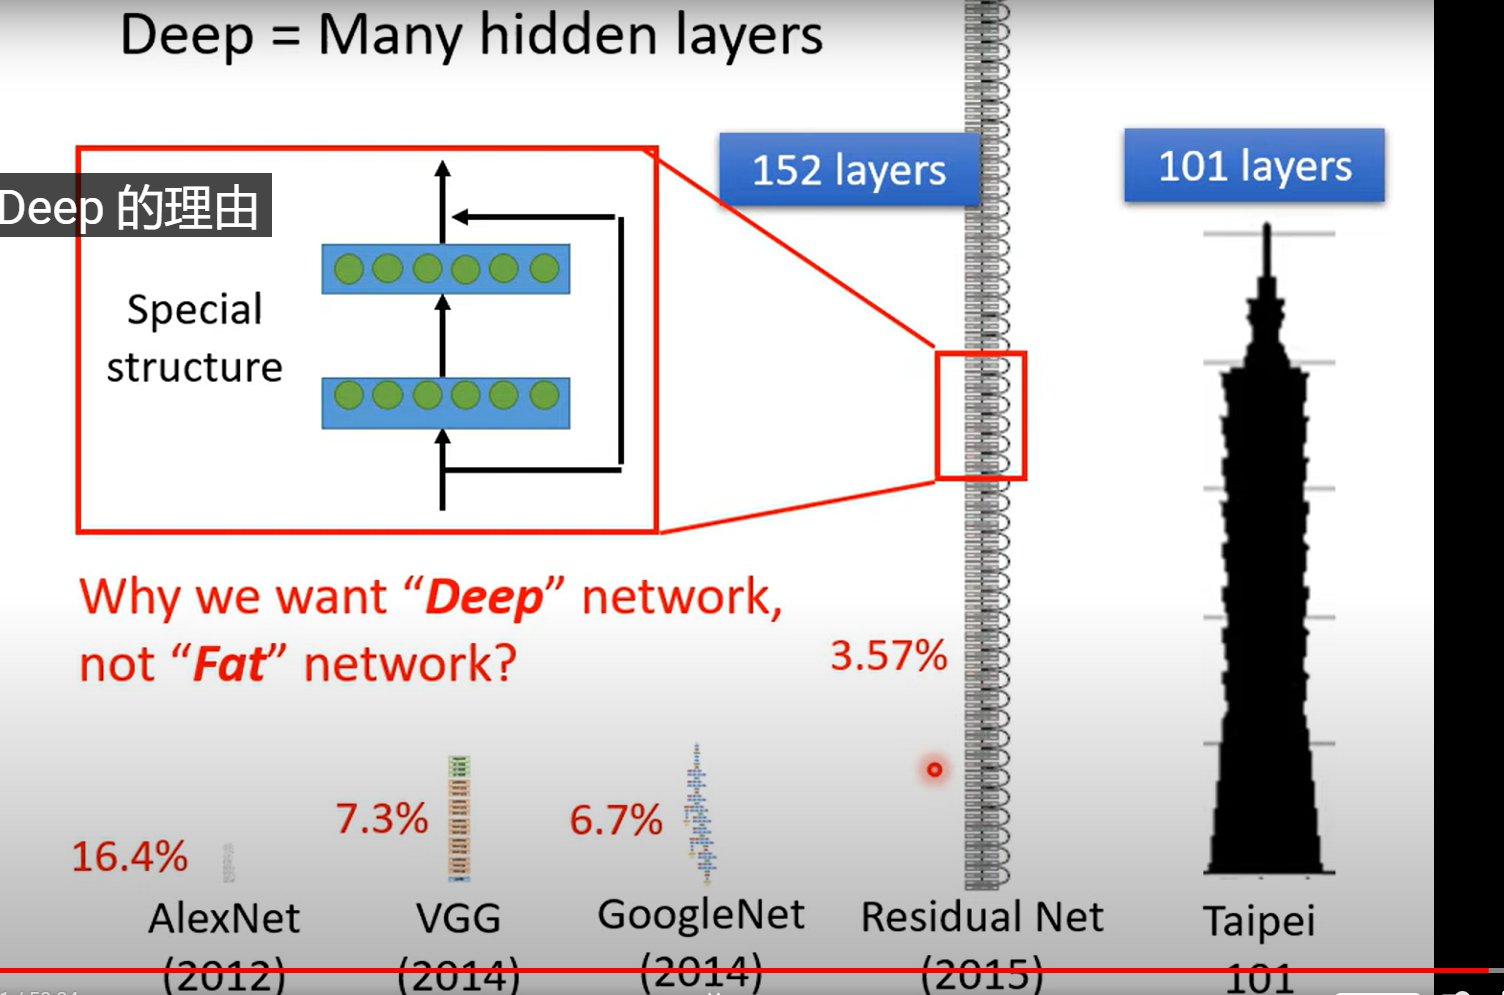 Deep = Many hidden layers
152 layers
101 layers
Deep 的理由
Special
structure
Why we want “Deep” network,
not “Fat” network?
3.57%
7.3%
6.7%
16.4%
AlexNet
(2012)
VGG
(2014)
GoogleNet
(2014)
Residual Net
(2015)
Taipei
101